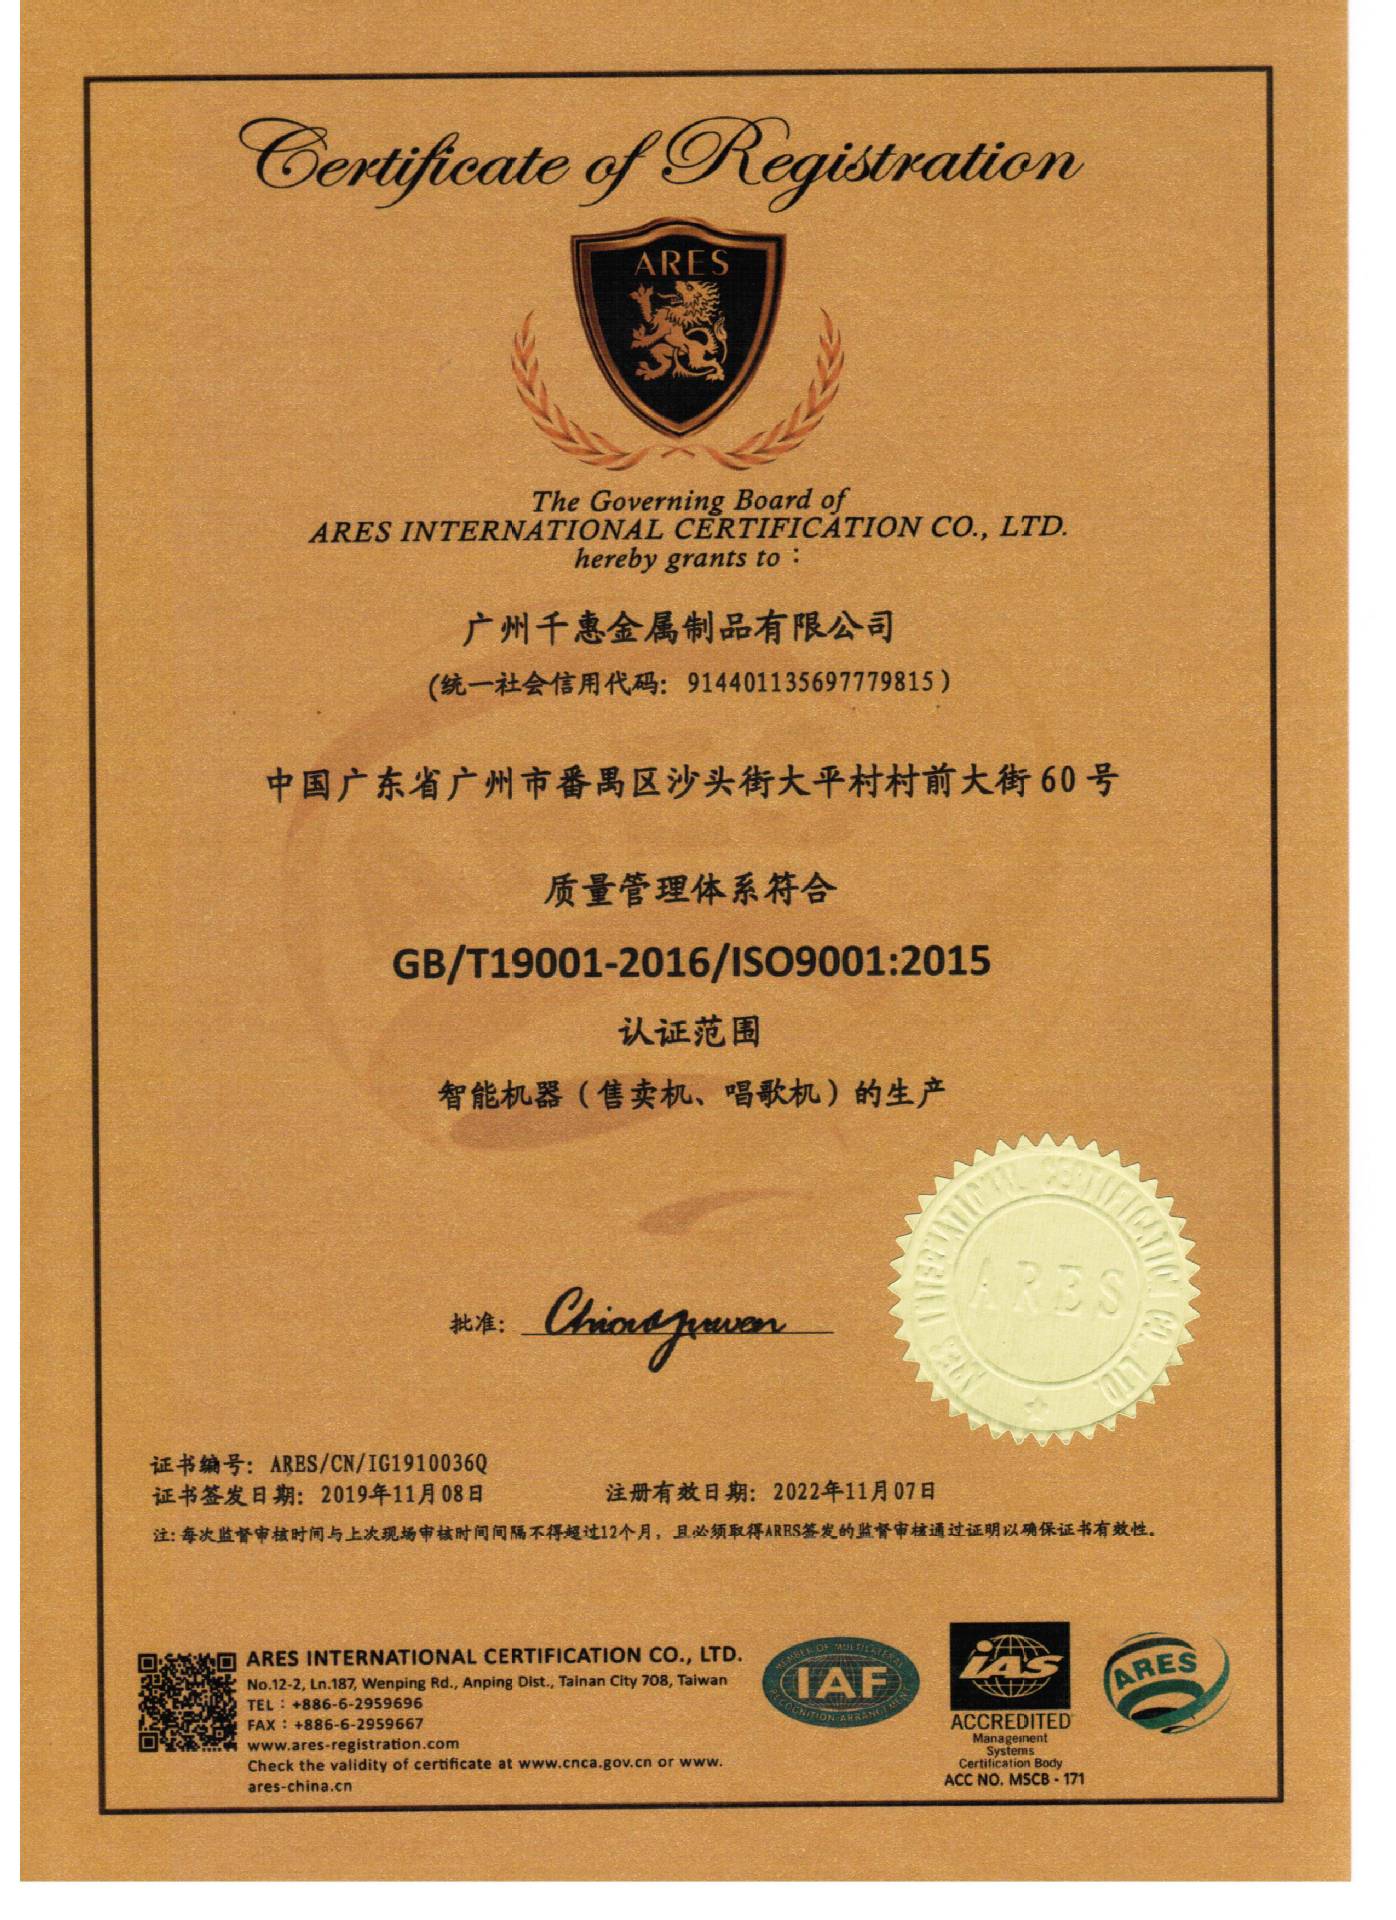 Certificate of Registration
ARES
The Governing Board of
ARES INTERNATIONAL CERTIFICATION CO., LTD.
hereby grants to：
广州千惠金属制品有限公司
(统一社会信用代码: 914401135697779815)
中国广东省广州市番禺区沙头街大平村村前大街60号
质量管理体系符合
GB/T19001-2016/ISO9001:2015
认证范围
智能机器（售卖机、唱歌机）的生产
ARES INTERNATIONAL CERTIFICATION CO., LTD
ARES
批准:
证书编号: ARES/CN/IG1910036Q
证书签发日期: 2019年11月08日
注册有效日期: 2022年11月07日
注:每次监督审核时间与上次现场审核时间间隔不得超过12个月，且必须取得ARES签发的监督审核通过证明以确保证书有效性。
ARES INTERNATIONAL CERTIFICATION CO., LTD.
No.12-2, Ln.187, Wenping Rd., Anping Dist., Tainan City 708, Taiwan
TEL：+886-6-2959696
FAX：+886-6-2959667
www.ares-registration.com
Check the validity of certificate at www.cnca.gov.cn or www.
ares-china.cn
MEMBER OF MULTILATERAL
IAF
RECOGNITION ARRANGEMENT
IAS
ACCREDITED
Management
Systems
Certification Body
ACC NO. MSCB - 171
ARES